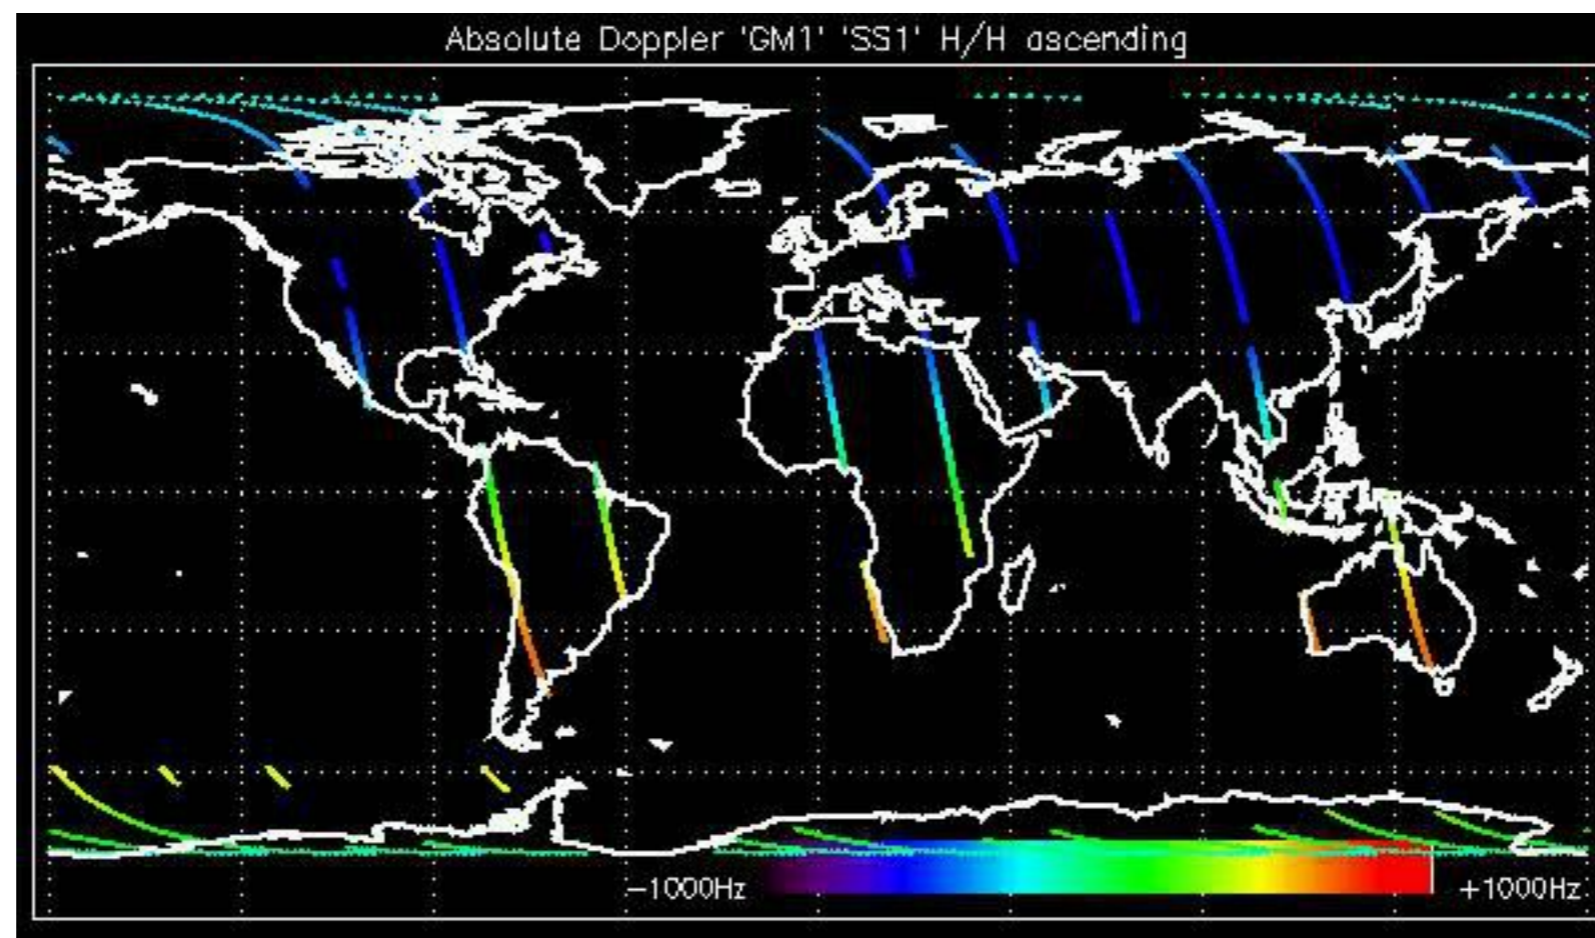 Absolute Doppler 'GM1' 'SS1' H/H ascending
-1000Hz
+1000Hz